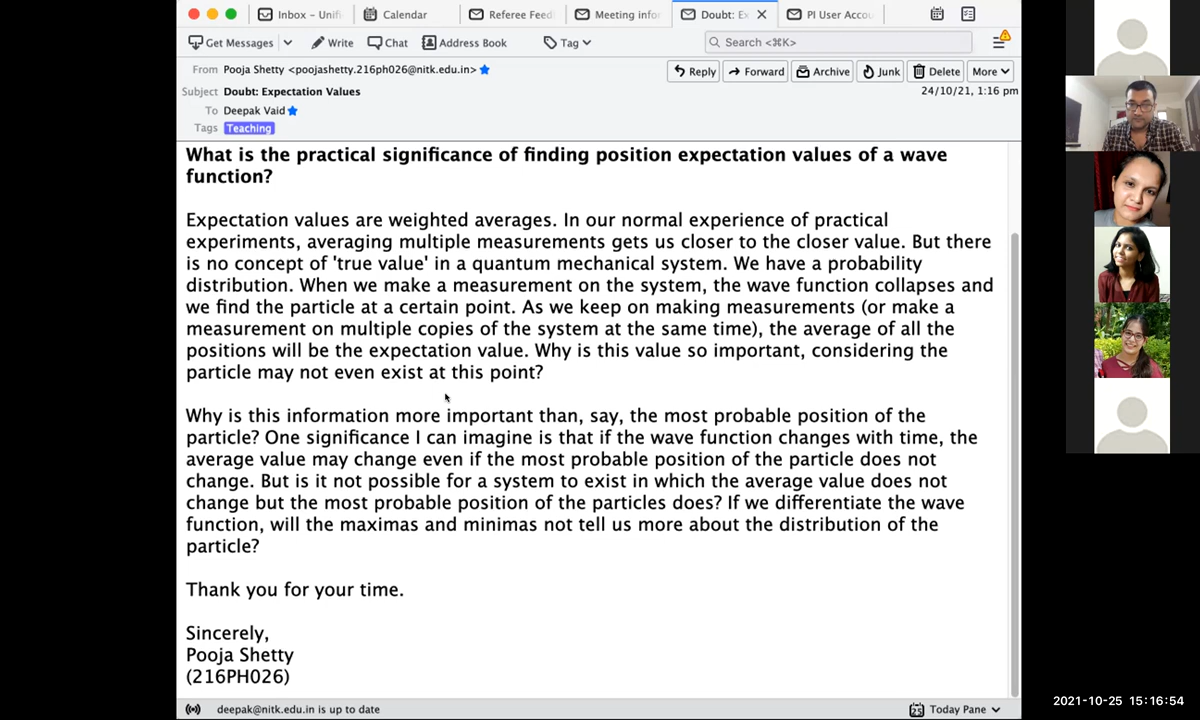 Inbox – Unifi
Calendar
Referee Feed
Meeting infor
Doubt: Ex
PI User Accou
Get Messages
Write
Chat
Address Book
Tag
Search <⌘K>
From Pooja Shetty <poojashetty.216ph026@nitk.edu.in>
Reply
Forward
Archive
Junk
Delete
More
Subject Doubt: Expectation Values
24/10/21, 1:16 pm
To Deepak Vaid
Tags Teaching
What is the practical significance of finding position expectation values of a wave
function?
Expectation values are weighted averages. In our normal experience of practical
experiments, averaging multiple measurements gets us closer to the closer value. But there
is no concept of 'true value' in a quantum mechanical system. We have a probability
distribution. When we make a measurement on the system, the wave function collapses and
we find the particle at a certain point. As we keep on making measurements (or make a
measurement on multiple copies of the system at the same time), the average of all the
positions will be the expectation value. Why is this value so important, considering the
particle may not even exist at this point?
Why is this information more important than, say, the most probable position of the
particle? One significance I can imagine is that if the wave function changes with time, the
average value may change even if the most probable position of the particle does not
change. But is it not possible for a system to exist in which the average value does not
change but the most probable position of the particles does? If we differentiate the wave
function, will the maximas and minimas not tell us more about the distribution of the
particle?
Thank you for your time.
Sincerely,
Pooja Shetty
(216PH026)
deepak@nitk.edu.in is up to date
25
Today Pane
2021-10-25 15:16:54